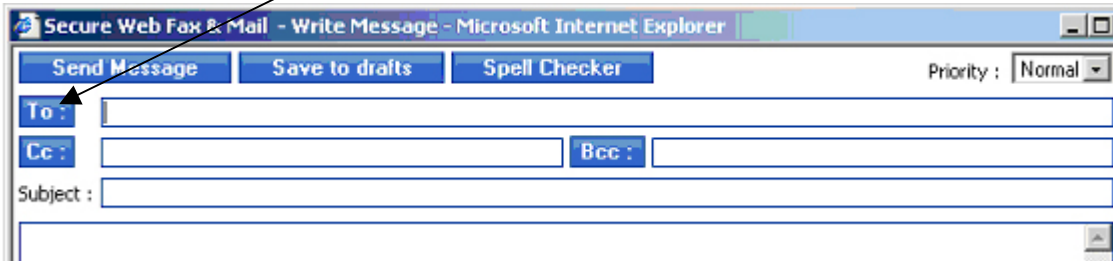 Secure Web Fax & Mail - Write Message - Microsoft Internet Explorer
Send Message Save to drafts Spell Checker Priority : Normal
To :
Cc : Bcc :
Subject :